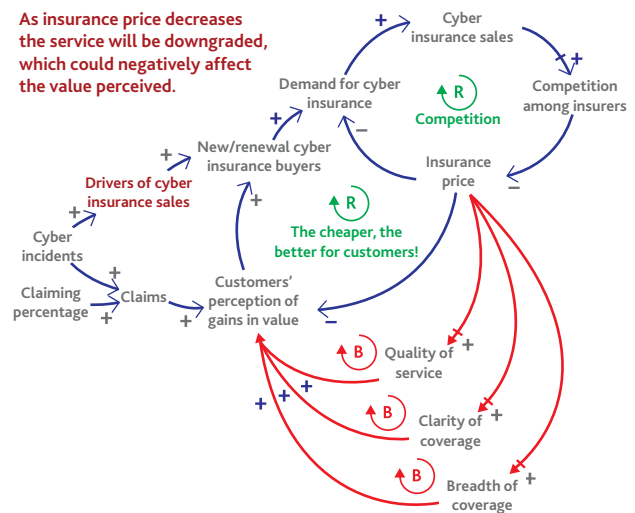 As insurance price decreases
the service will be downgraded,
which could negatively affect
the value perceived.
+
Cyber
insurance sales
+
Demand for cyber
insurance
R
Competition
Competition
among insurers
+
−
New/renewal cyber
insurance buyers
Insurance
price
−
+
Drivers of cyber
insurance sales
+
R
The cheaper, the
better for customers!
+
Cyber
incidents
+
Claiming
percentage
+
Claims
+
Customers'
perception of
gains in value
−
B
Quality of
service
+
+ + +
B
Clarity of
coverage
+
B
Breadth of
coverage
+